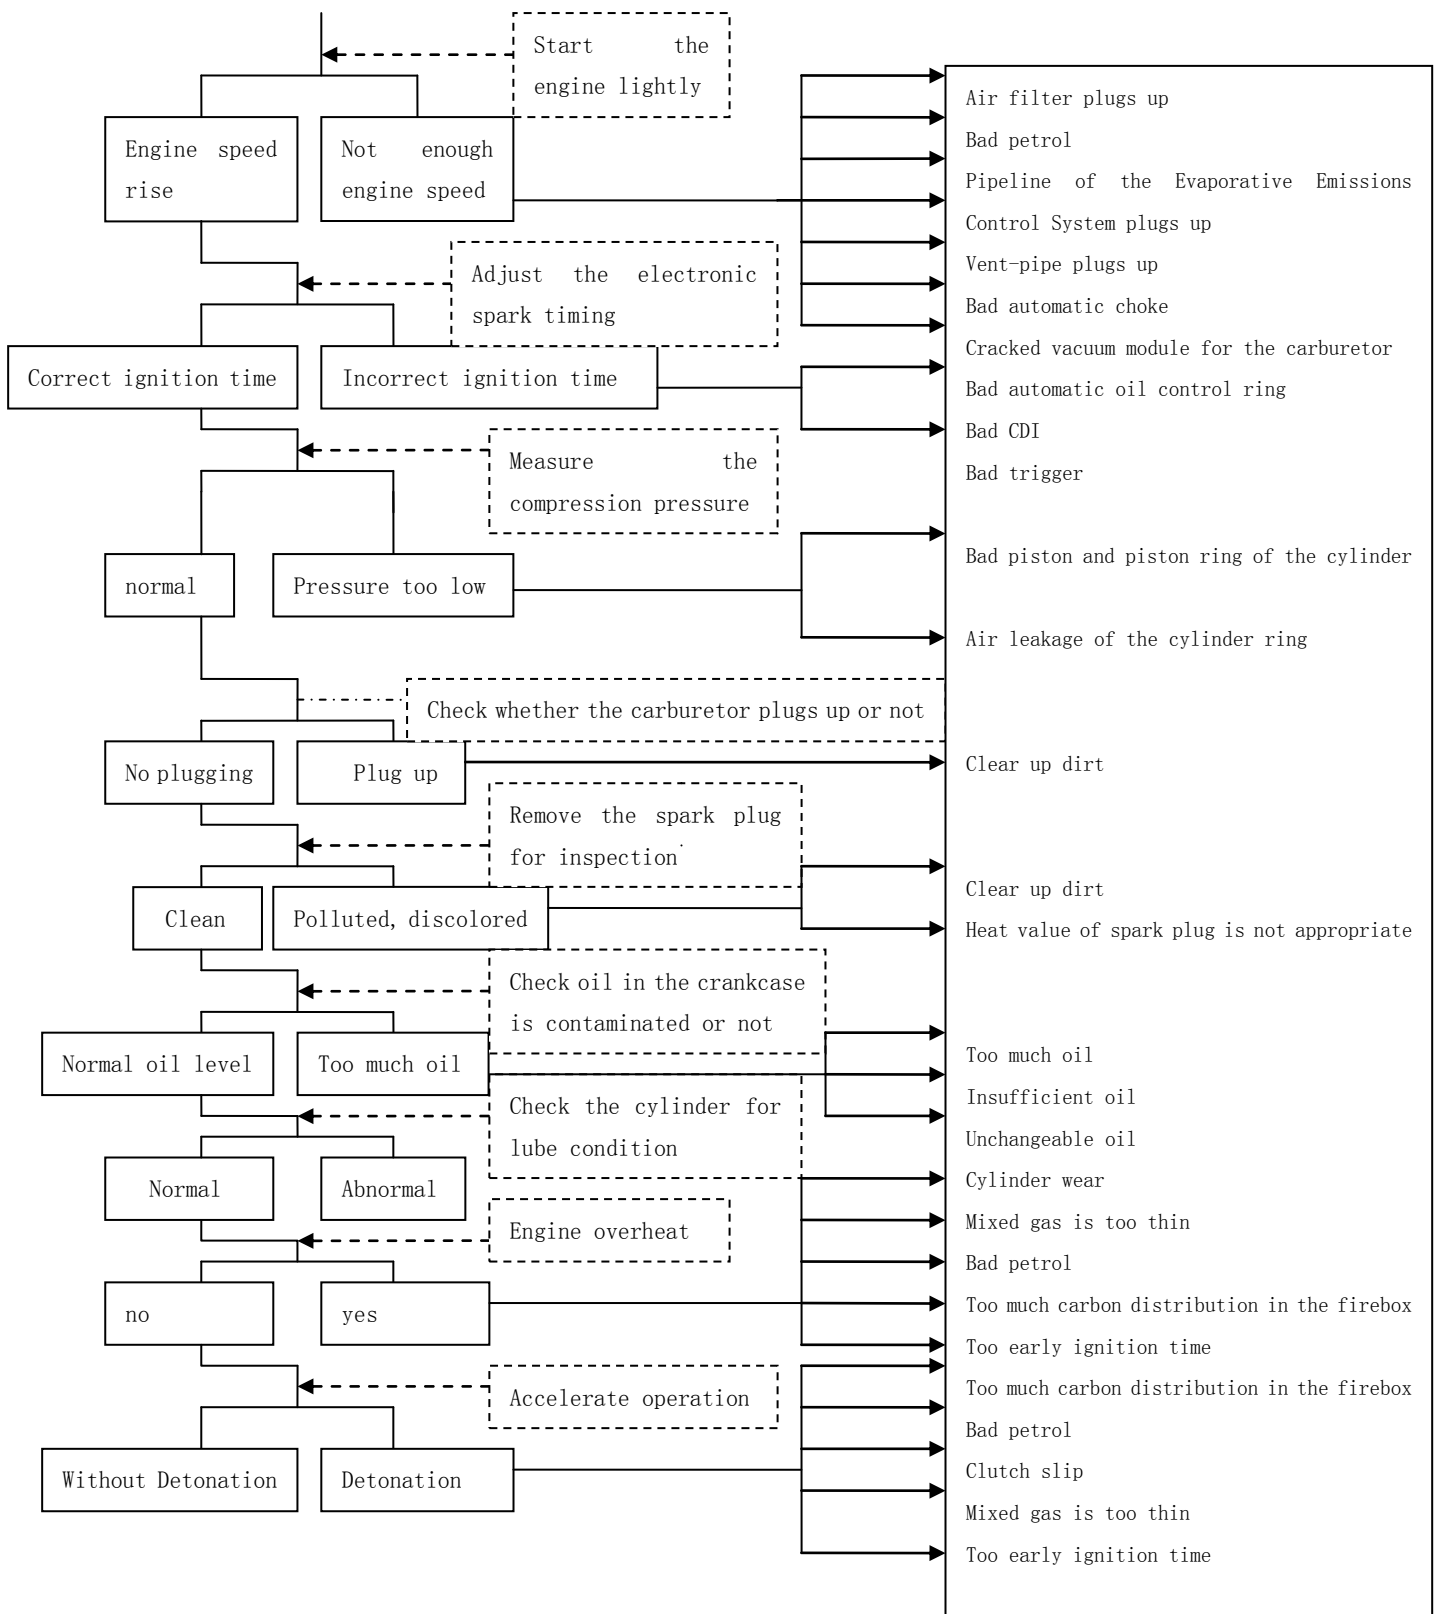 Start the
engine lightly
Air filter plugs up
Engine speed
rise
Not enough
engine speed
Bad petrol
Pipeline of the Evaporative Emissions
Control System plugs up
Adjust the electronic
spark timing
Vent-pipe plugs up
Bad automatic choke
Cracked vacuum module for the carburetor
Correct ignition time
Incorrect ignition time
Bad automatic oil control ring
Bad CDI
Bad trigger
Measure the
compression pressure
normal
Pressure too low
Bad piston and piston ring of the cylinder
Air leakage of the cylinder ring
Check whether the carburetor plugs up or not
No plugging
Plug up
Clear up dirt
Remove the spark plug
for inspection
Clean
Polluted, discolored
Clear up dirt
Heat value of spark plug is not appropriate
Check oil in the crankcase
is contaminated or not
Normal oil level
Too much oil
Too much oil
Insufficient oil
Unchangeable oil
Check the cylinder for
lube condition
Normal
Abnormal
Cylinder wear
Mixed gas is too thin
Engine overheat
Bad petrol
no
yes
Too much carbon distribution in the firebox
Too early ignition time
Accelerate operation
Too much carbon distribution in the firebox
Bad petrol
Without Detonation
Detonation
Clutch slip
Mixed gas is too thin
Too early ignition time